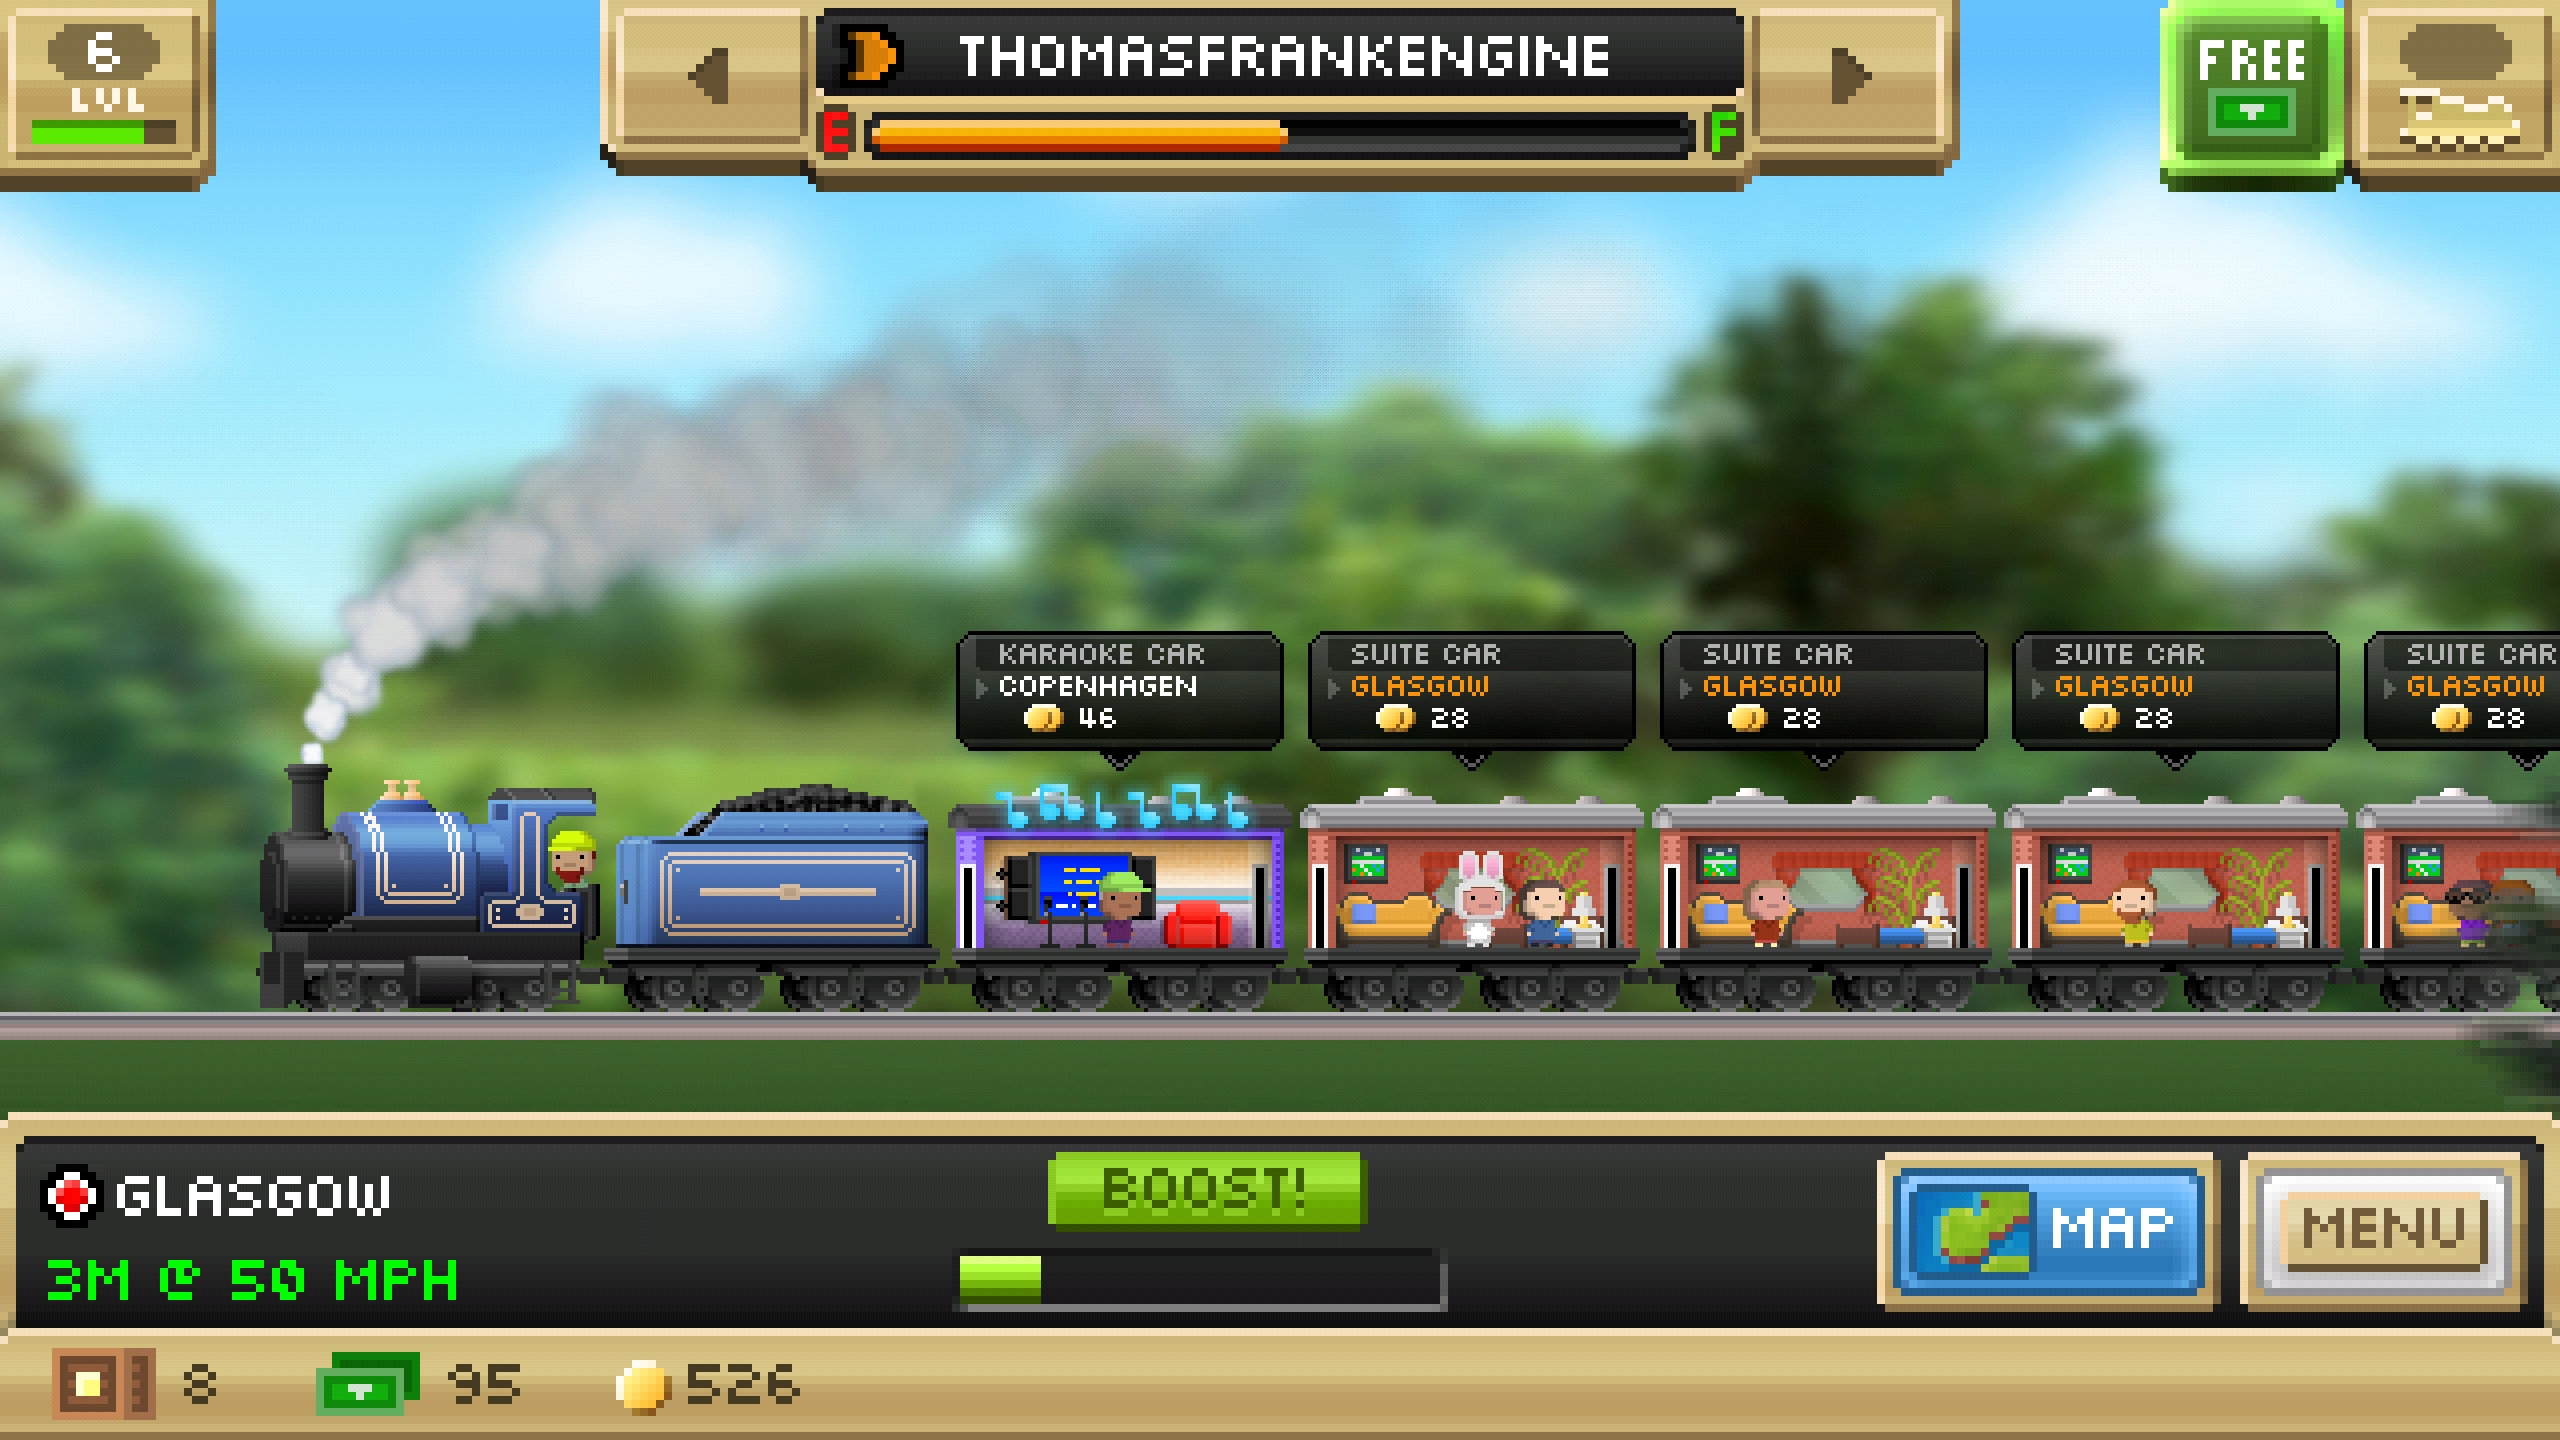 6
LVL
THOMASFRANKENGINE
E
F
FREE
KARAOKE CAR
COPENHAGEN
46
SUITE CAR
GLASGOW
28
SUITE CAR
GLASGOW
28
SUITE CAR
GLASGOW
28
SUITE CAR
GLASGOW
28
GLASGOW
3M @ 50 MPH
BOOST!
MAP
MENU
8
95
526